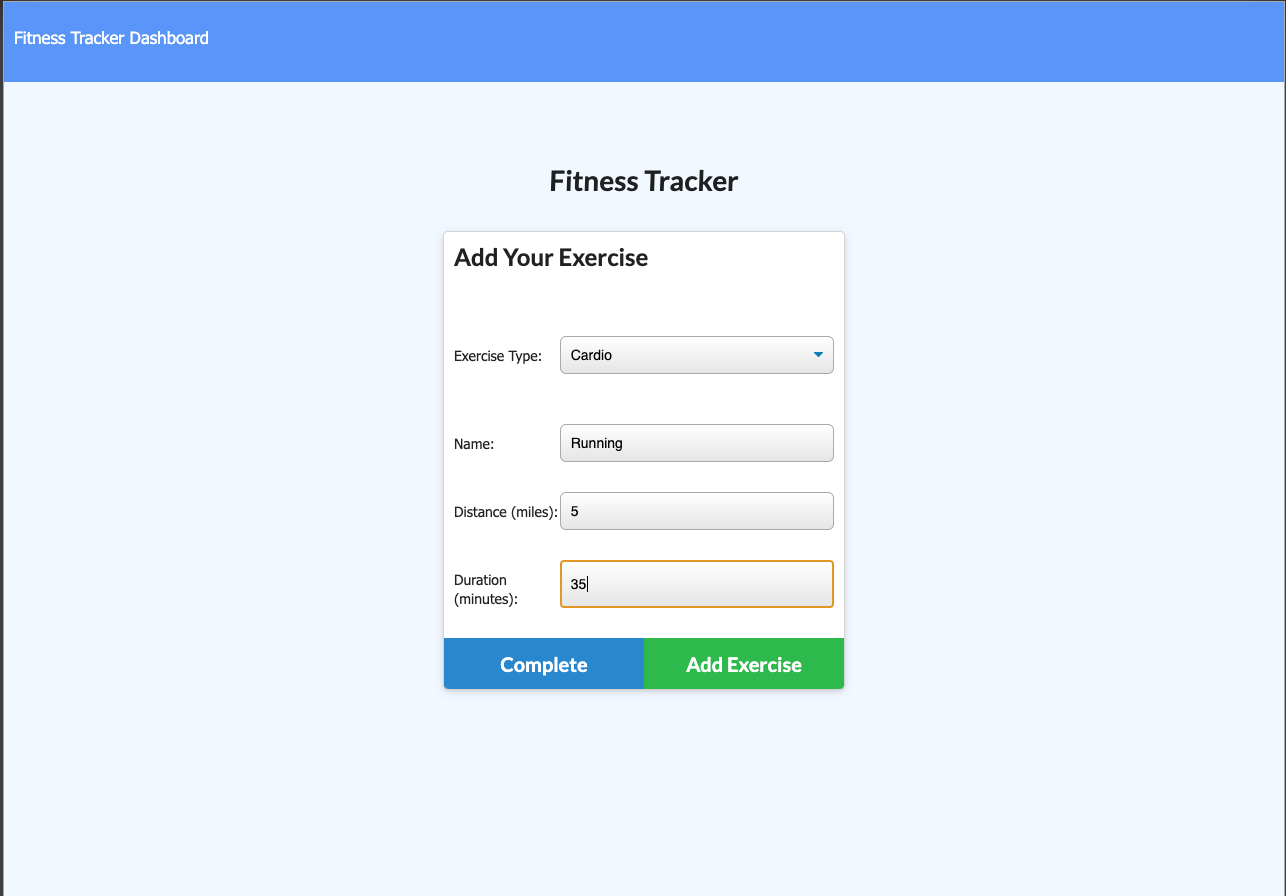 Fitness Tracker Dashboard
Fitness Tracker
Add Your Exercise
Exercise Type: Cardio
Name: Running
Distance (miles): 5
Duration
(minutes): 35
Complete Add Exercise